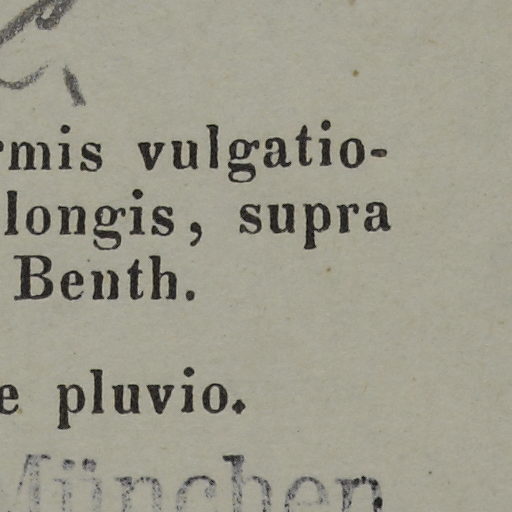 rmis vulgatio-
longis, supra
Benth.
e pluvio.
München